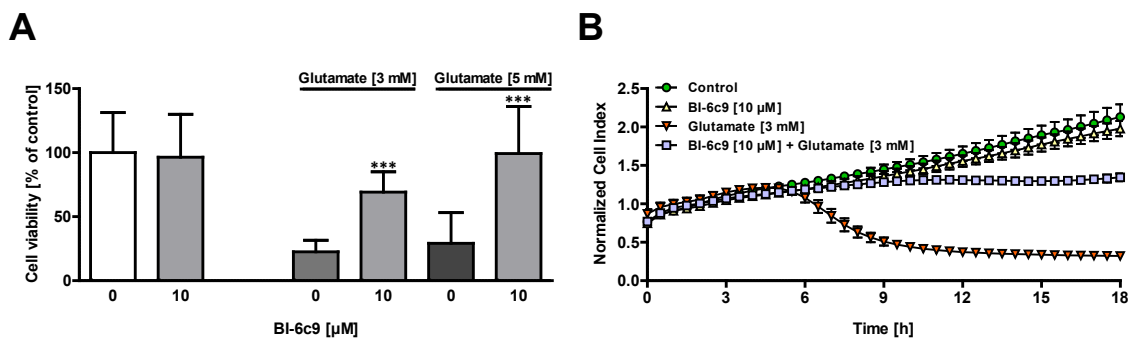 A
Cell viability [% of control]
150
100
50
0
Glutamate [3 mM]
Glutamate [5 mM]
***
***
0
10
0
10
0
10
BI-6c9 [µM]
B
Normalized Cell Index
2.5
2.0
1.5
1.0
0.5
0.0
Control
BI-6c9 [10 µM]
Glutamate [3 mM]
BI-6c9 [10 µM] + Glutamate [3 mM]
0
3
6
9
12
15
18
Time [h]